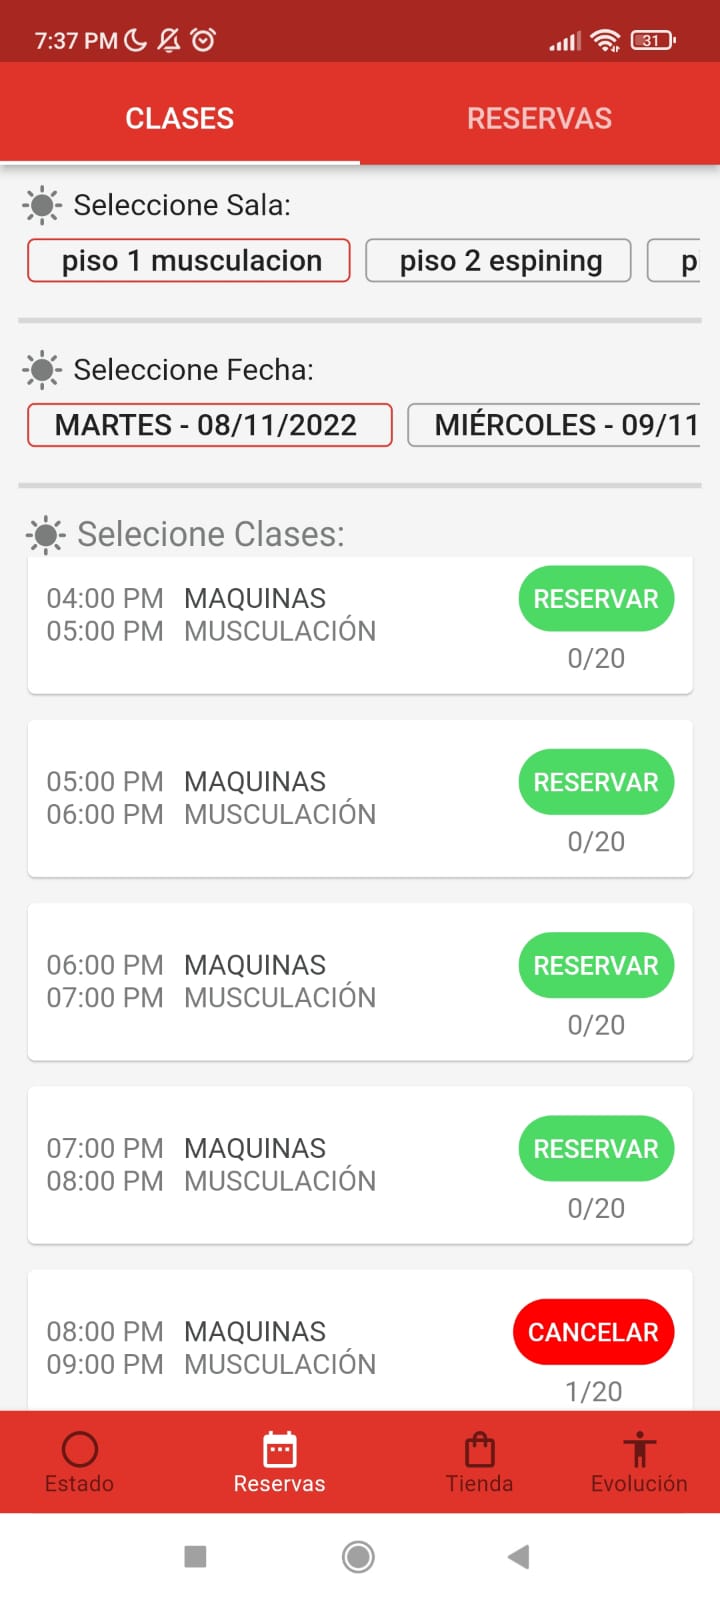 7:37 PM
31
CLASES RESERVAS
Seleccione Sala:
piso 1 musculacion piso 2 espining p
Seleccione Fecha:
MARTES - 08/11/2022 MIÉRCOLES - 09/11
Selecione Clases:
04:00 PM MAQUINAS RESERVAR
05:00 PM MUSCULACIÓN
0/20
05:00 PM MAQUINAS RESERVAR
06:00 PM MUSCULACIÓN
0/20
06:00 PM MAQUINAS RESERVAR
07:00 PM MUSCULACIÓN
0/20
07:00 PM MAQUINAS RESERVAR
08:00 PM MUSCULACIÓN
0/20
08:00 PM MAQUINAS CANCELAR
09:00 PM MUSCULACIÓN
1/20
Estado Reservas Tienda Evolución